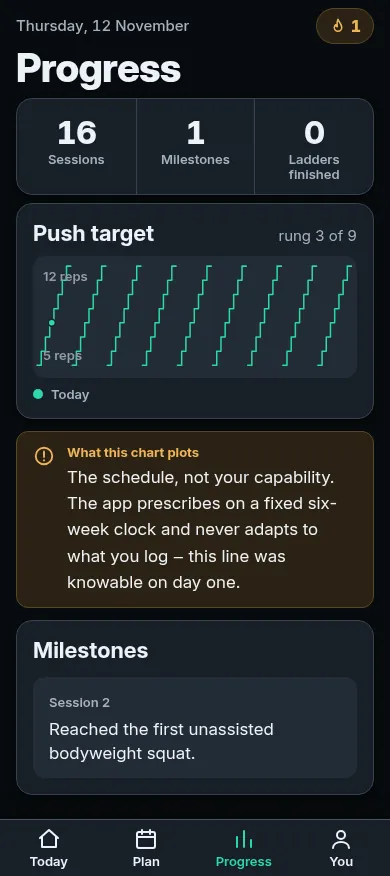 Thursday, 12 November
1
Progress
16
Sessions
1
Milestones
0
Ladders
finished
Push target
rung 3 of 9
12 reps
5 reps
Today
What this chart plots
The schedule, not your capability.
The app prescribes on a fixed six-
week clock and never adapts to
what you log – this line was
knowable on day one.
Milestones
Session 2
Reached the first unassisted
bodyweight squat.
Today
Plan
Progress
You